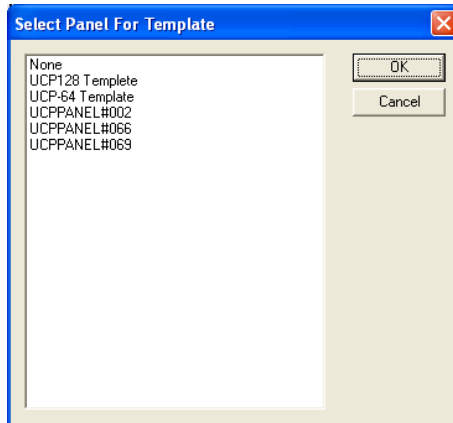 Select Panel For Template
None
UCP128 Templete
UCP-64 Template
UCPPANEL#002
UCPPANEL#066
UCPPANEL#069
OK
Cancel